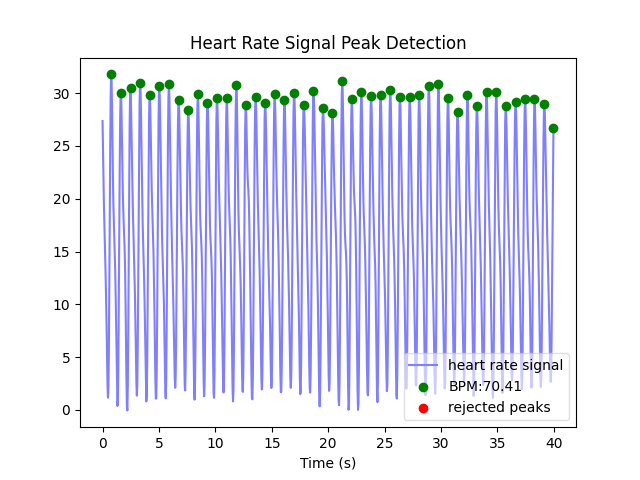 Heart Rate Signal Peak Detection
30
25
20
15
10
5
0
heart rate signal
BPM:70.41
rejected peaks
0 5 10 15 20 25 30 35 40
Time (s)